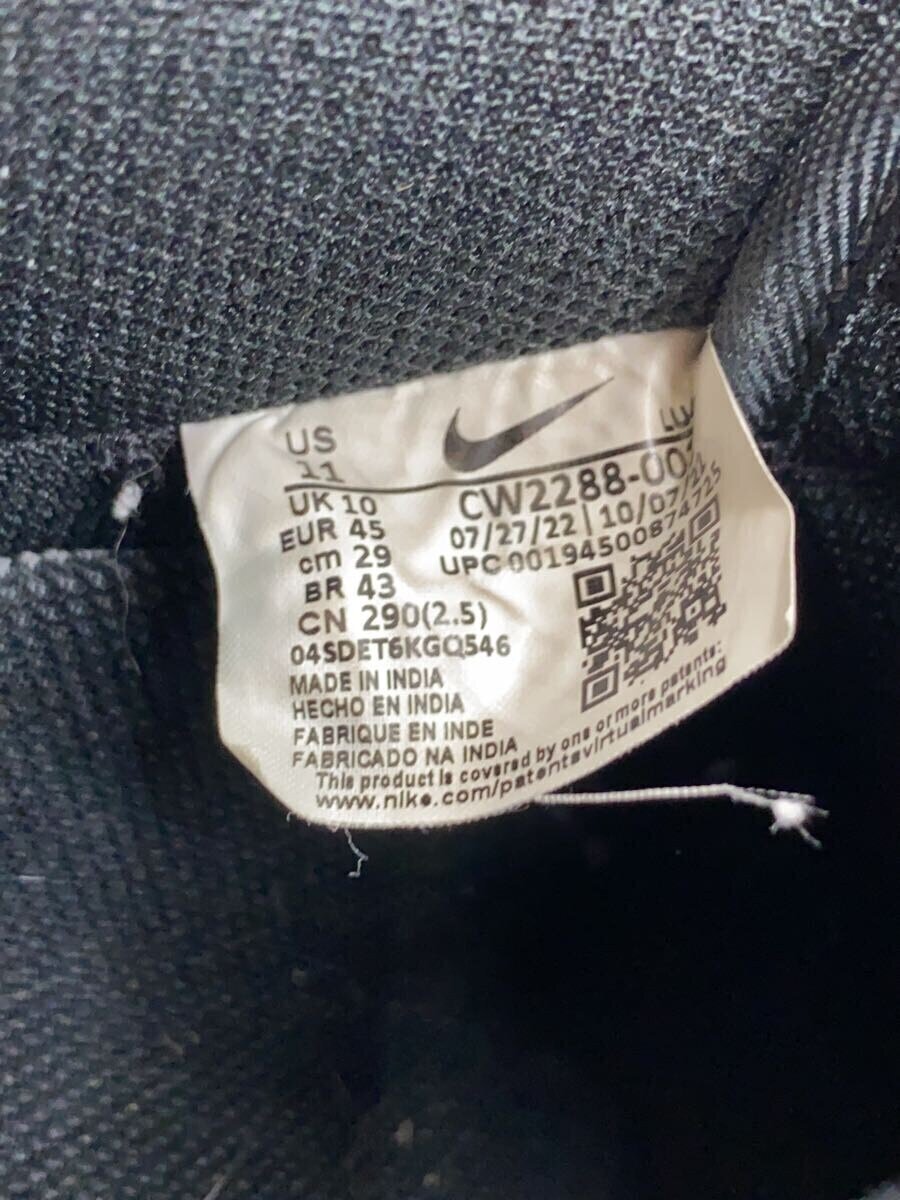 US
11
UK 10
EUR 45
cm 29
BR 43
CN 290(2.5)
04SDET6KGQ546
MADE IN INDIA
HECHO EN INDIA
FABRIQUE EN INDE
FABRICADO NA INDIA
This product is covered by one or more patents:
www.nike.com/patentsvirtualmarking
07/27/22 | 10/07/21
UPC 00194500874725